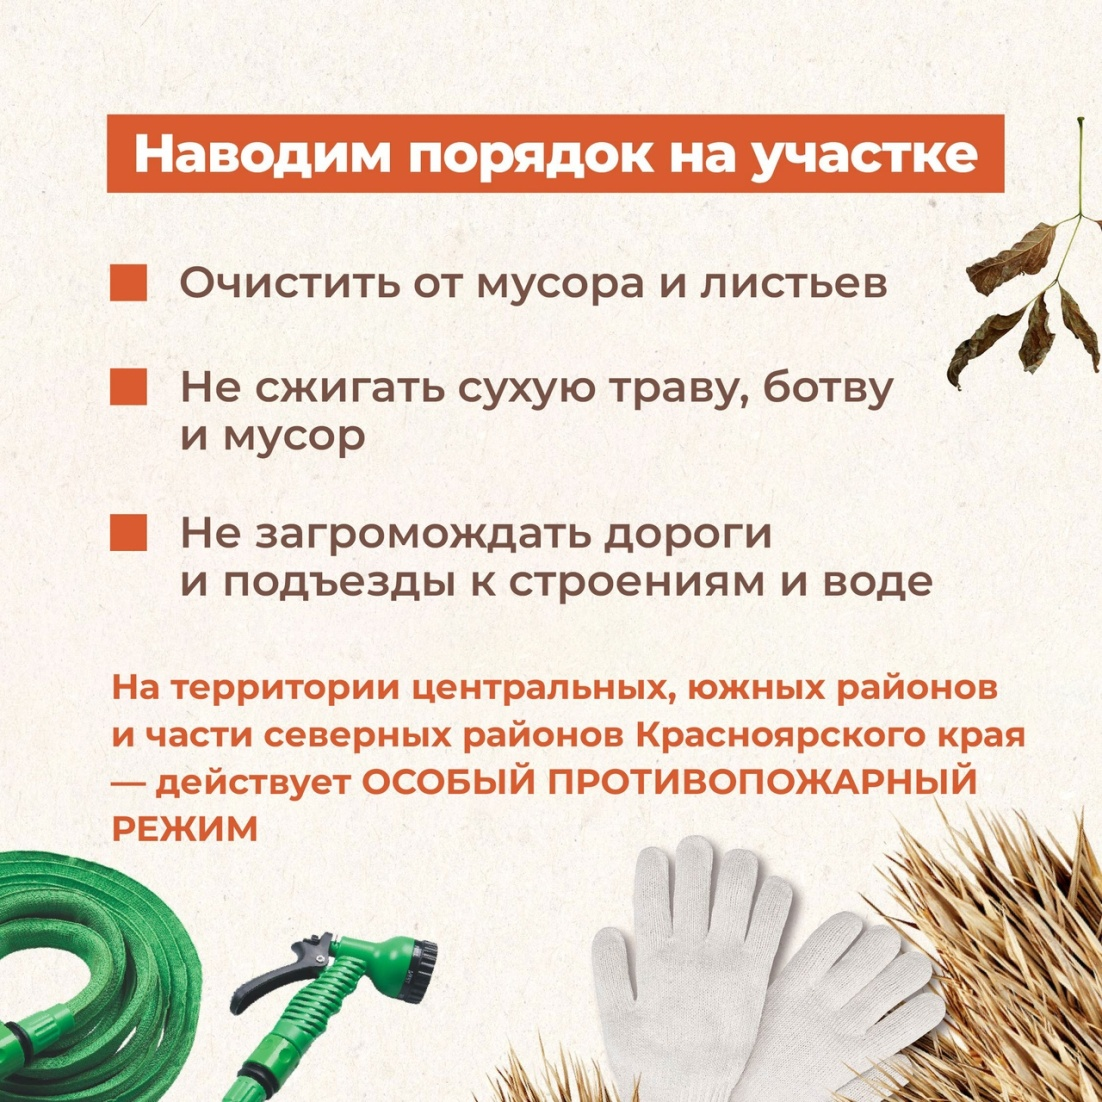 Наводим порядок на участке
Очистить от мусора и листьев
Не сжигать сухую траву, ботву
и мусор
Не загромождать дороги
и подъезды к строениям и воде
На территории центральных, южных районов
и части северных районов Красноярского края
— действует ОСОБЫЙ ПРОТИВОПОЖАРНЫЙ
РЕЖИМ